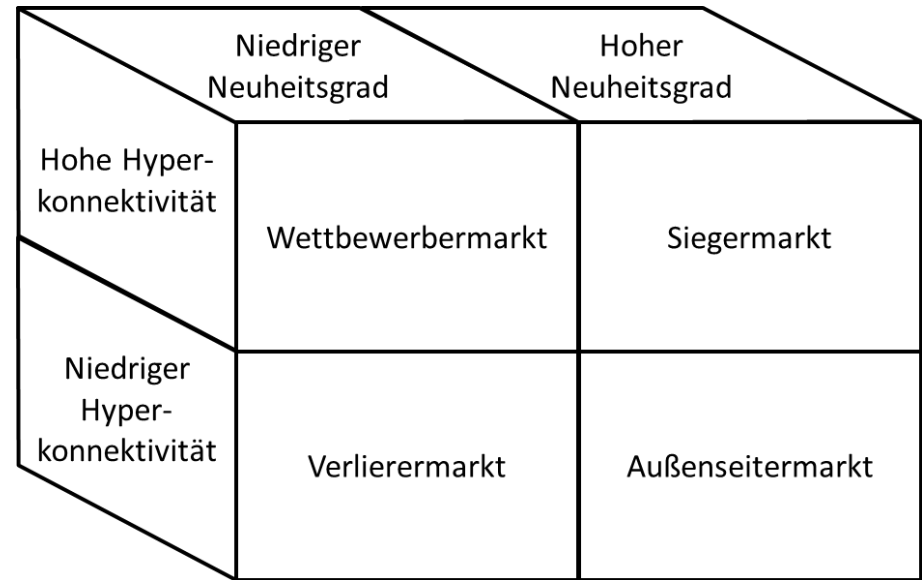 Niedriger
Neuheitsgrad
Hoher
Neuheitsgrad
Hohe Hyper-
konnektivität
Wettbewerbermarkt
Siegermarkt
Niedriger
Hyper-
konnektivität
Verlierermarkt
Außenseitermarkt